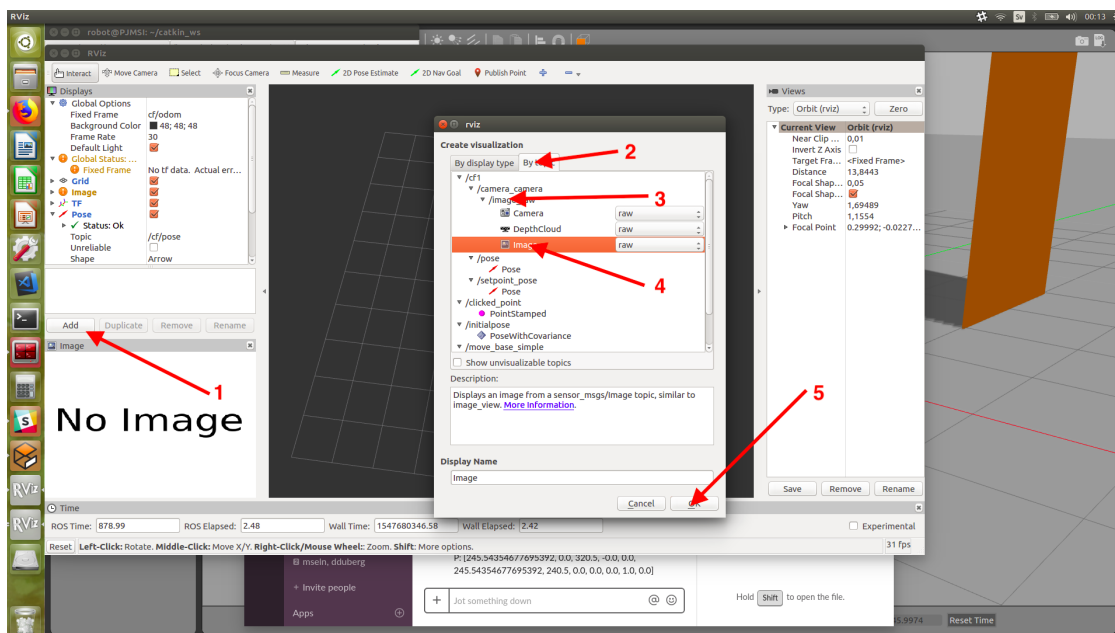 RViz
Sv
00:13
robot@PJMSI: ~/catkin_ws
RViz
Interact
Move Camera
Select
Focus Camera
Measure
2D Pose Estimate
2D Nav Goal
Publish Point
Displays
Global Options
Fixed Frame cf/odom
Background Color 48; 48; 48
Frame Rate 30
Default Light
Global Status: ...
Fixed Frame No tf data. Actual err...
Grid
Image
TF
Pose
Status: Ok
Topic /cf/pose
Unreliable
Shape Arrow
Add Duplicate Remove Rename
1
Image
No Image
rviz
Create visualization
By display type
2
/cf1
/camera_camera
3
Camera raw
DepthCloud raw
raw
/pose
Pose
/setpoint_pose
4
Pose
/clicked_point
PointStamped
/initialpose
PoseWithCovariance
/move_base_simple
Show unvisualizable topics
Description:
Displays an image from a sensor_msgs/Image topic, similar to
image_view. More Information.
5
Display Name
Image
Cancel
Views
Type: Orbit (rviz) Zero
Current View Orbit (rviz)
Near Clip ... 0,01
Invert Z Axis
Target Fra... <Fixed Frame>
Distance 13,8443
Focal Shap... 0,05
Focal Shap...
Yaw 1,69489
Pitch 1,1554
Focal Point 0.29992; -0.0227...
Save Remove Rename
Time
ROS Time: 878.99 ROS Elapsed: 2.48 Wall Time: 1547680346.58 Wall Elapsed: 2.42 Experimental
Reset Left-Click: Rotate. Middle-Click: Move X/Y. Right-Click/Mouse Wheel: Zoom. Shift: More options. 31 fps
msein, dduberg
P: [245.54354677695392, 0.0, 320.5, -0.0, 0.0,
245.54354677695392, 240.5, 0.0, 0.0, 0.0, 1.0, 0.0]
+ Invite people
Apps
Jot something down
Hold Shift to open the file.
5.9974 Reset Time
RViz
RViz